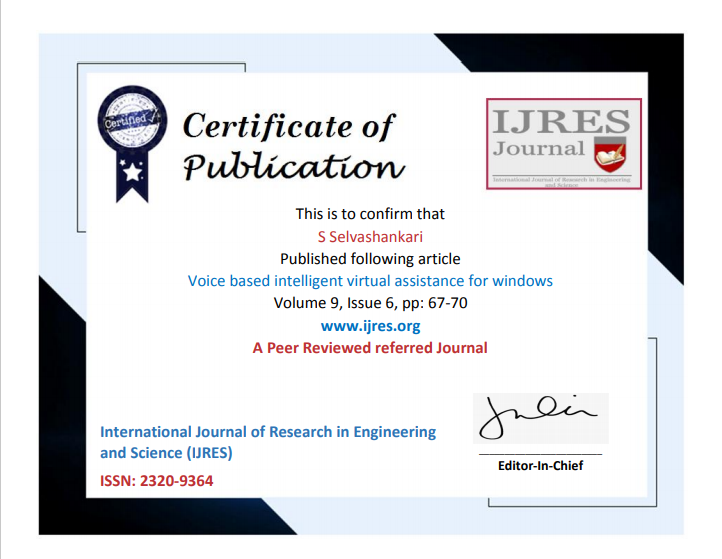 Certified
Certificate of
Publication
IJRES
Journal
International Journal of Research in Engineering
and Science
This is to confirm that
S Selvashankari
Published following article
Voice based intelligent virtual assistance for windows
Volume 9, Issue 6, pp: 67-70
www.ijres.org
A Peer Reviewed referred Journal
International Journal of Research in Engineering
and Science (IJRES)
ISSN: 2320-9364
Editor-In-Chief